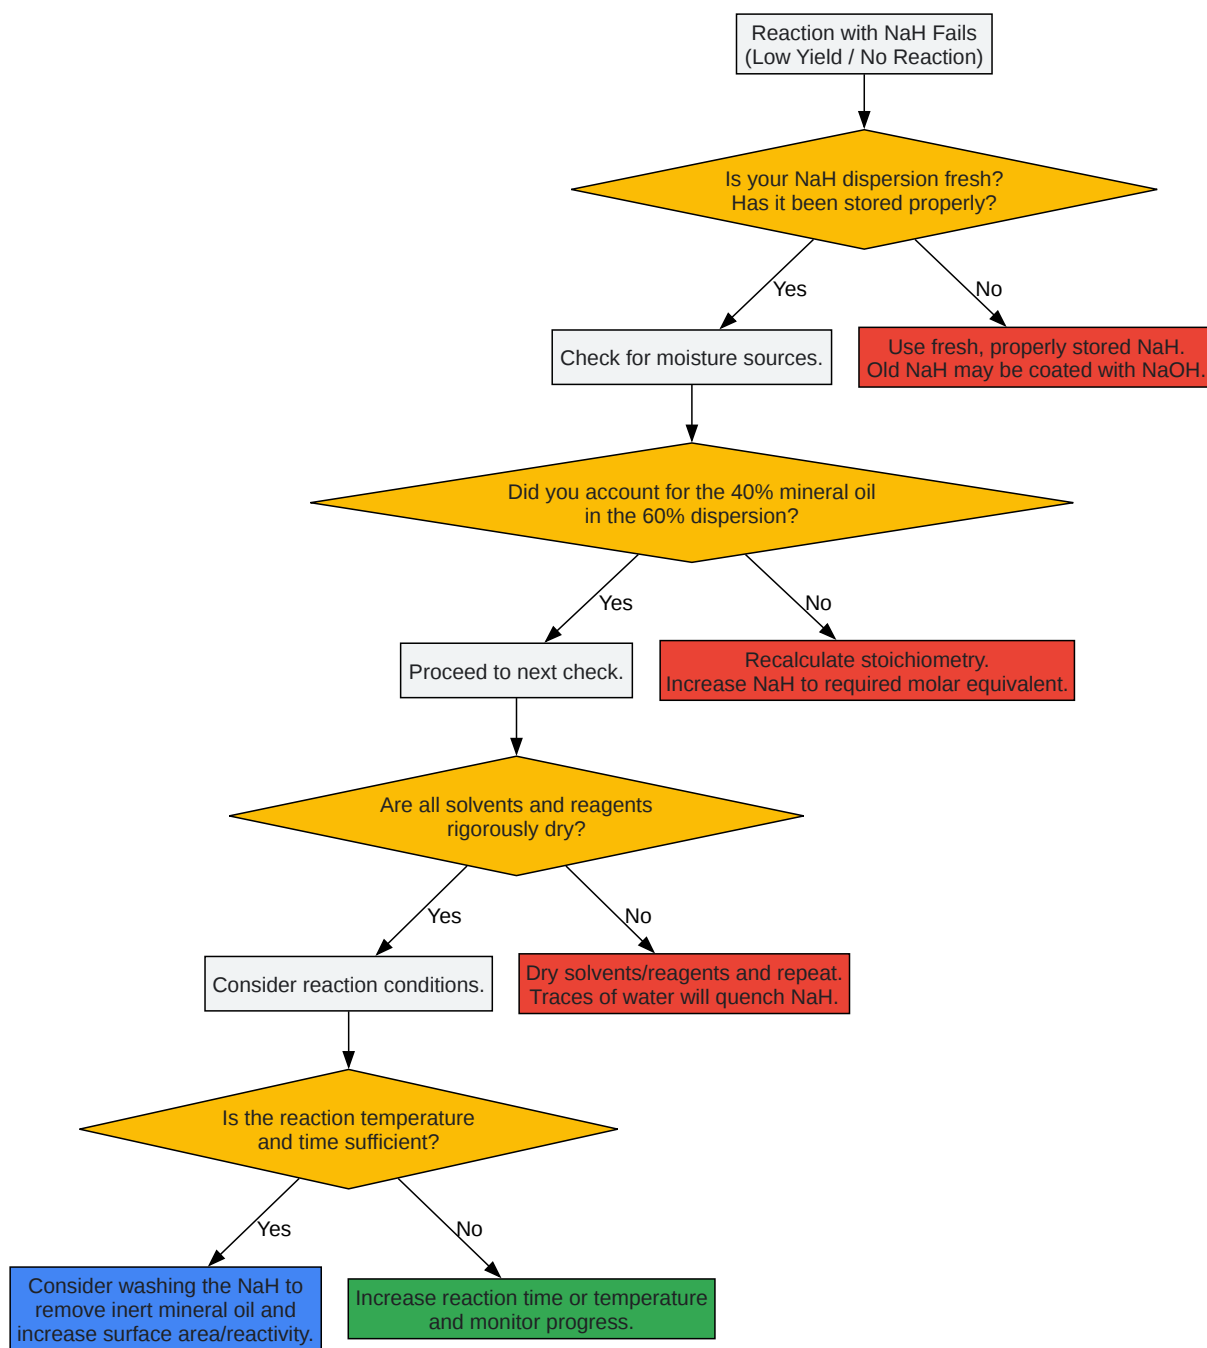 Reaction with NaH Fails
(Low Yield / No Reaction)
Is your NaH dispersion fresh?
Has it been stored properly?
Yes
No
Check for moisture sources.
Use fresh, properly stored NaH.
Old NaH may be coated with NaOH.
Did you account for the 40% mineral oil
in the 60% dispersion?
Yes
No
Proceed to next check.
Recalculate stoichiometry.
Increase NaH to required molar equivalent.
Are all solvents and reagents
rigorously dry?
Yes
No
Consider reaction conditions.
Dry solvents/reagents and repeat.
Traces of water will quench NaH.
Is the reaction temperature
and time sufficient?
Yes
No
Consider washing the NaH to
remove inert mineral oil and
increase surface area/reactivity.
Increase reaction time or temperature
and monitor progress.